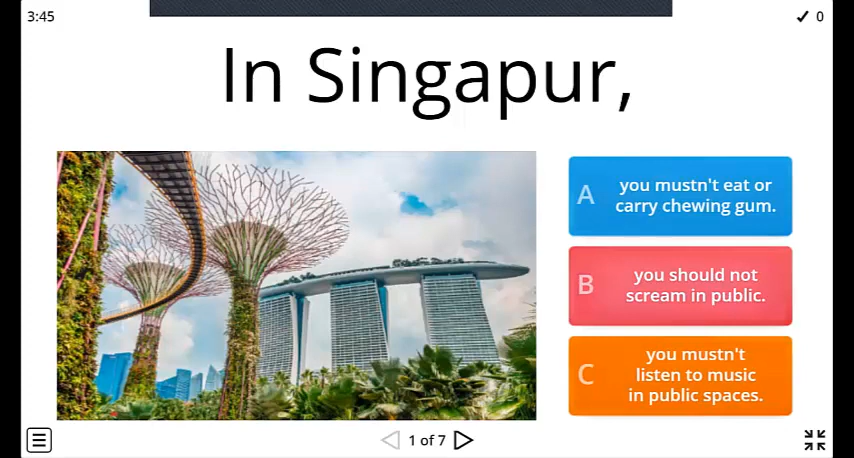 3:45
✓ 0
In Singapur,
A
you mustn't eat or
carry chewing gum.
B
you should not
scream in public.
C
you mustn't
listen to music
in public spaces.
1 of 7